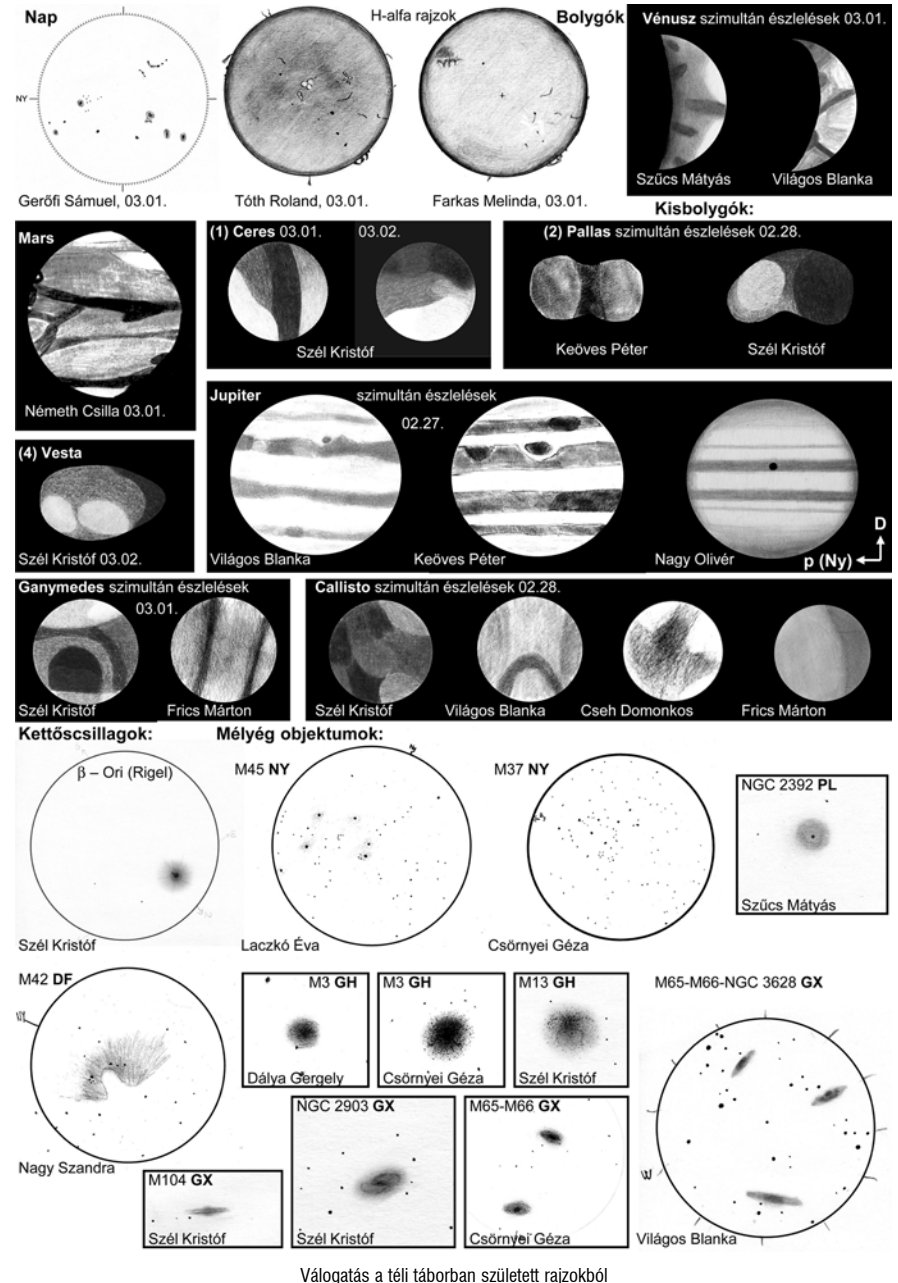 Nap
H-alfa rajzok
Bolygók
NY
Gerőfi Sámuel, 03.01.
Tóth Roland, 03.01.
Farkas Melinda, 03.01.
Vénusz szimultán észlelések 03.01.
Szűcs Mátyás
Világos Blanka
Kisbolygók:
Mars
Németh Csilla 03.01.
(1) Ceres 03.01.
03.02.
Szél Kristóf
(2) Pallas szimultán észlelések 02.28.
Keöves Péter
Szél Kristóf
(4) Vesta
Szél Kristóf 03.02.
Jupiter
szimultán észlelések
02.27.
Világos Blanka
Keöves Péter
Nagy Olivér
D
p (Ny)
Ganymedes szimultán észlelések
03.01.
Szél Kristóf
Frics Márton
Callisto szimultán észlelések 02.28.
Szél Kristóf
Világos Blanka
Cseh Domonkos
Frics Márton
Kettőscsillagok:
β – Ori (Rigel)
Szél Kristóf
Mélyég objektumok:
M45 NY
Laczkó Éva
M37 NY
Csörnyei Géza
NGC 2392 PL
Szűcs Mátyás
M42 DF
Nagy Szandra
M3 GH
Dálya Gergely
M3 GH
Csörnyei Géza
M13 GH
Szél Kristóf
M65-M66-NGC 3628 GX
Világos Blanka
M104 GX
Szél Kristóf
NGC 2903 GX
Szél Kristóf
M65-M66 GX
Csörnyei Géza
Válogatás a téli táborban született rajzokból